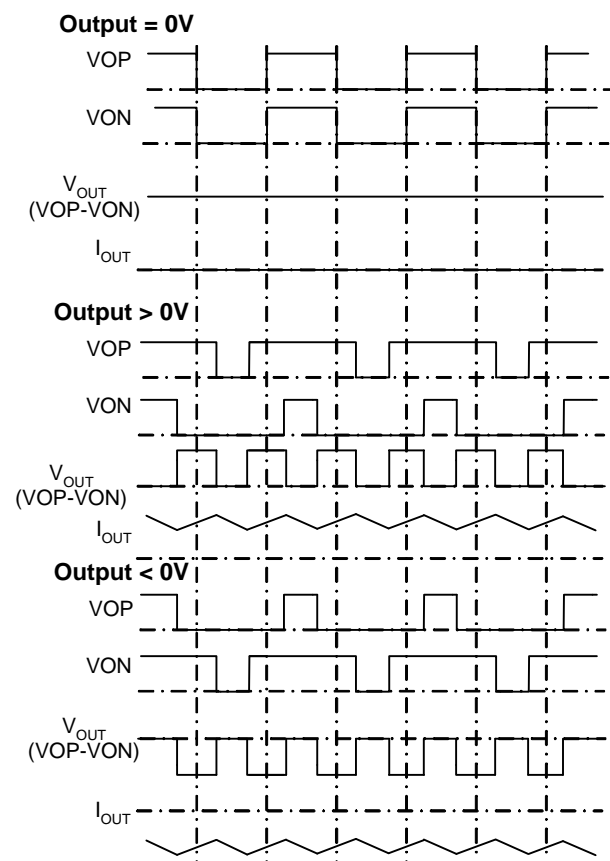 Output = 0V
VOP
VON
VOUT
(VOP-VON)
IOUT
Output > 0V
VOP
VON
VOUT
(VOP-VON)
IOUT
Output < 0V
VOP
VON
VOUT
(VOP-VON)
IOUT